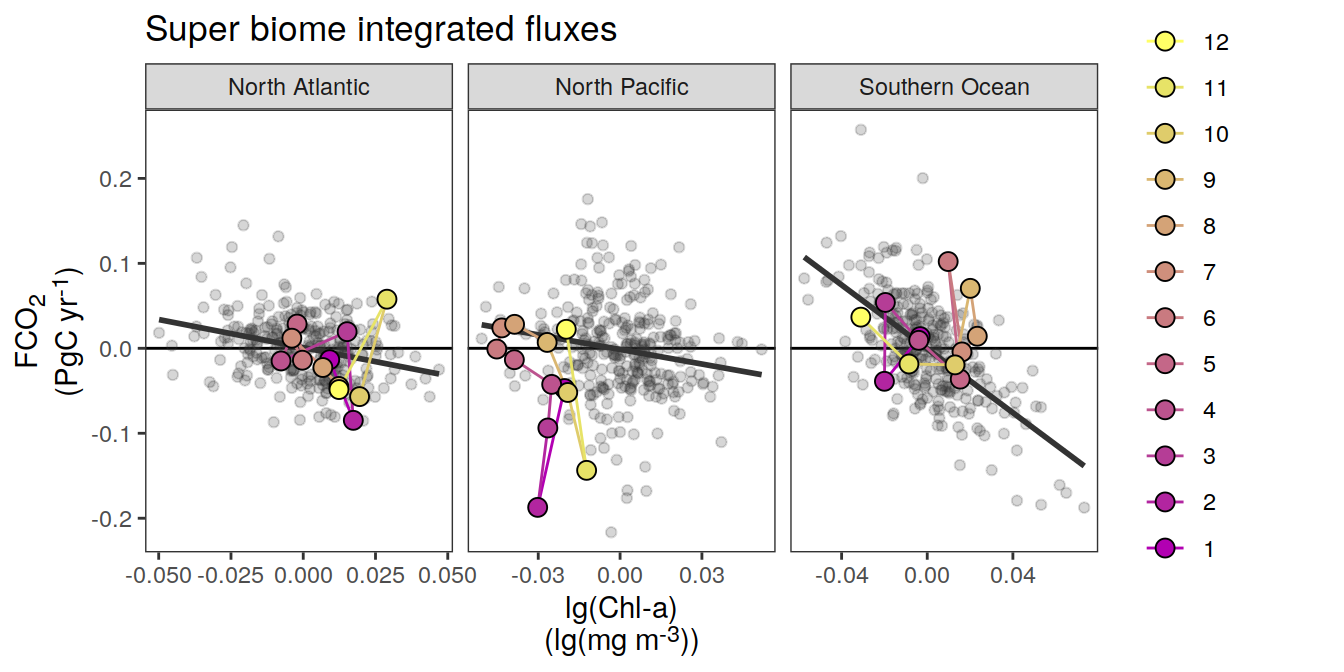 Super biome integrated fluxes
North Atlantic
North Pacific
Southern Ocean
FCO2
(PgC yr-1)
0.2
0.1
0.0
-0.1
-0.2
-0.050 -0.025 0.000 0.025 0.050
-0.03 0.00 0.03
-0.04 0.00 0.04
lg(Chl-a)
(lg(mg m-3))
12
11
10
9
8
7
6
5
4
3
2
1